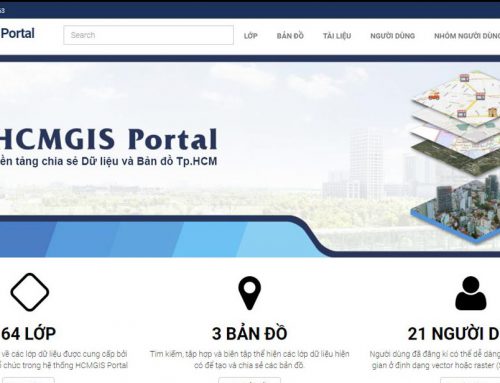 Portal
Search
LỚP
BẢN ĐỒ
TÀI LIỆU
NGƯỜI DÙNG
NHÓM NGƯỜI DÙNG
HCMGIS Portal
ền tảng chia sẻ Dữ liệu và Bản đồ Tp.HCM
64 LỚP
3 BẢN ĐỒ
21 NGƯỜI D
về các lớp dữ liệu được cung cấp bởi
chức trong hệ thống HCMGIS Portal
Tìm kiếm, tập hợp và biên tập thể hiện các lớp dữ liệu hiện
có để tạo và chia sẻ các bản đồ.
Người dùng đã đăng kí có thể dễ dàng
gian ở định dạng vector hoặc raster